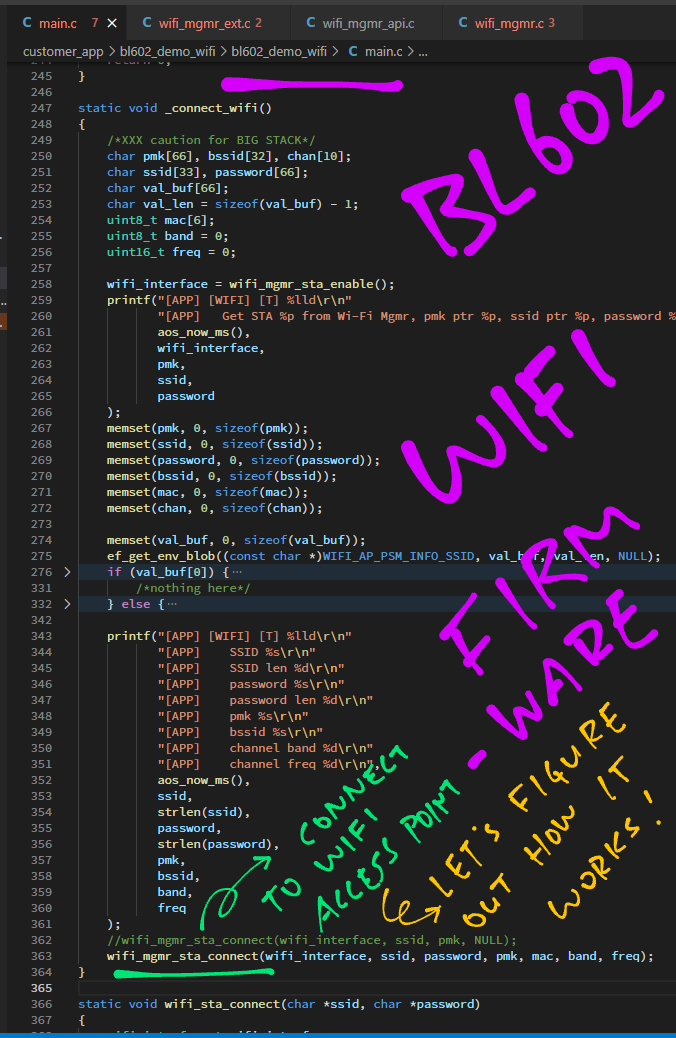 main.c 7 × wifi_mgmr_ext.c 2 wifi_mgmr_api.c wifi_mgmr.c 3
customer_app > bl602_demo_wifi > bl602_demo_wifi > C main.c > ...
245 }
246
247 static void _connect_wifi()
248 {
249 /*XXX caution for BIG STACK*/
250 char pmk[66], bssid[32], chan[10];
251 char ssid[33], password[66];
252 char val_buf[66];
253 char val_len = sizeof(val_buf) - 1;
254 uint8_t mac[6];
255 uint8_t band = 0;
256 uint16_t freq = 0;
257
258 wifi_interface = wifi_mgmr_sta_enable();
259 printf("[APP] [WIFI] [T] %lld\r\n"
260 "[APP]   Get STA %p from Wi-Fi Mgmr, pmk ptr %p, ssid ptr %p, password %
261 aos_now_ms(),
262 wifi_interface,
263 pmk,
264 ssid,
265 password
266 );
267 memset(pmk, 0, sizeof(pmk));
268 memset(ssid, 0, sizeof(ssid));
269 memset(password, 0, sizeof(password));
270 memset(bssid, 0, sizeof(bssid));
271 memset(mac, 0, sizeof(mac));
272 memset(chan, 0, sizeof(chan));
273
274 memset(val_buf, 0, sizeof(val_buf));
275 ef_get_env_blob((const char *)WIFI_AP_PSM_INFO_SSID, val_buf, val_len, NULL);
276 > if (val_buf[0]) {···
331 /*nothing here*/
332 > } else {···
342
343 printf("[APP] [WIFI] [T] %lld\r\n"
344 "[APP]    SSID %s\r\n"
345 "[APP]    SSID len %d\r\n"
346 "[APP]    password %s\r\n"
347 "[APP]    password len %d\r\n"
348 "[APP]    pmk %s\r\n"
349 "[APP]    bssid %s\r\n"
350 "[APP]    channel band %d\r\n"
351 "[APP]    channel freq %d\r\n",
352 aos_now_ms(),
353 ssid,
354 strlen(ssid),
355 password,
356 strlen(password),
357 pmk,
358 bssid,
359 band,
360 freq
361 );
362 //wifi_mgmr_sta_connect(wifi_interface, ssid, pmk, NULL);
363 wifi_mgmr_sta_connect(wifi_interface, ssid, password, pmk, mac, band, freq);
364 }
365
366 static void wifi_sta_connect(char *ssid, char *password)
367 {
BL602
WIFI
FIRM
-WARE
CONNECT
TO WIFI
ACCESS POINT
LET'S FIGURE
OUT HOW IT
WORKS!